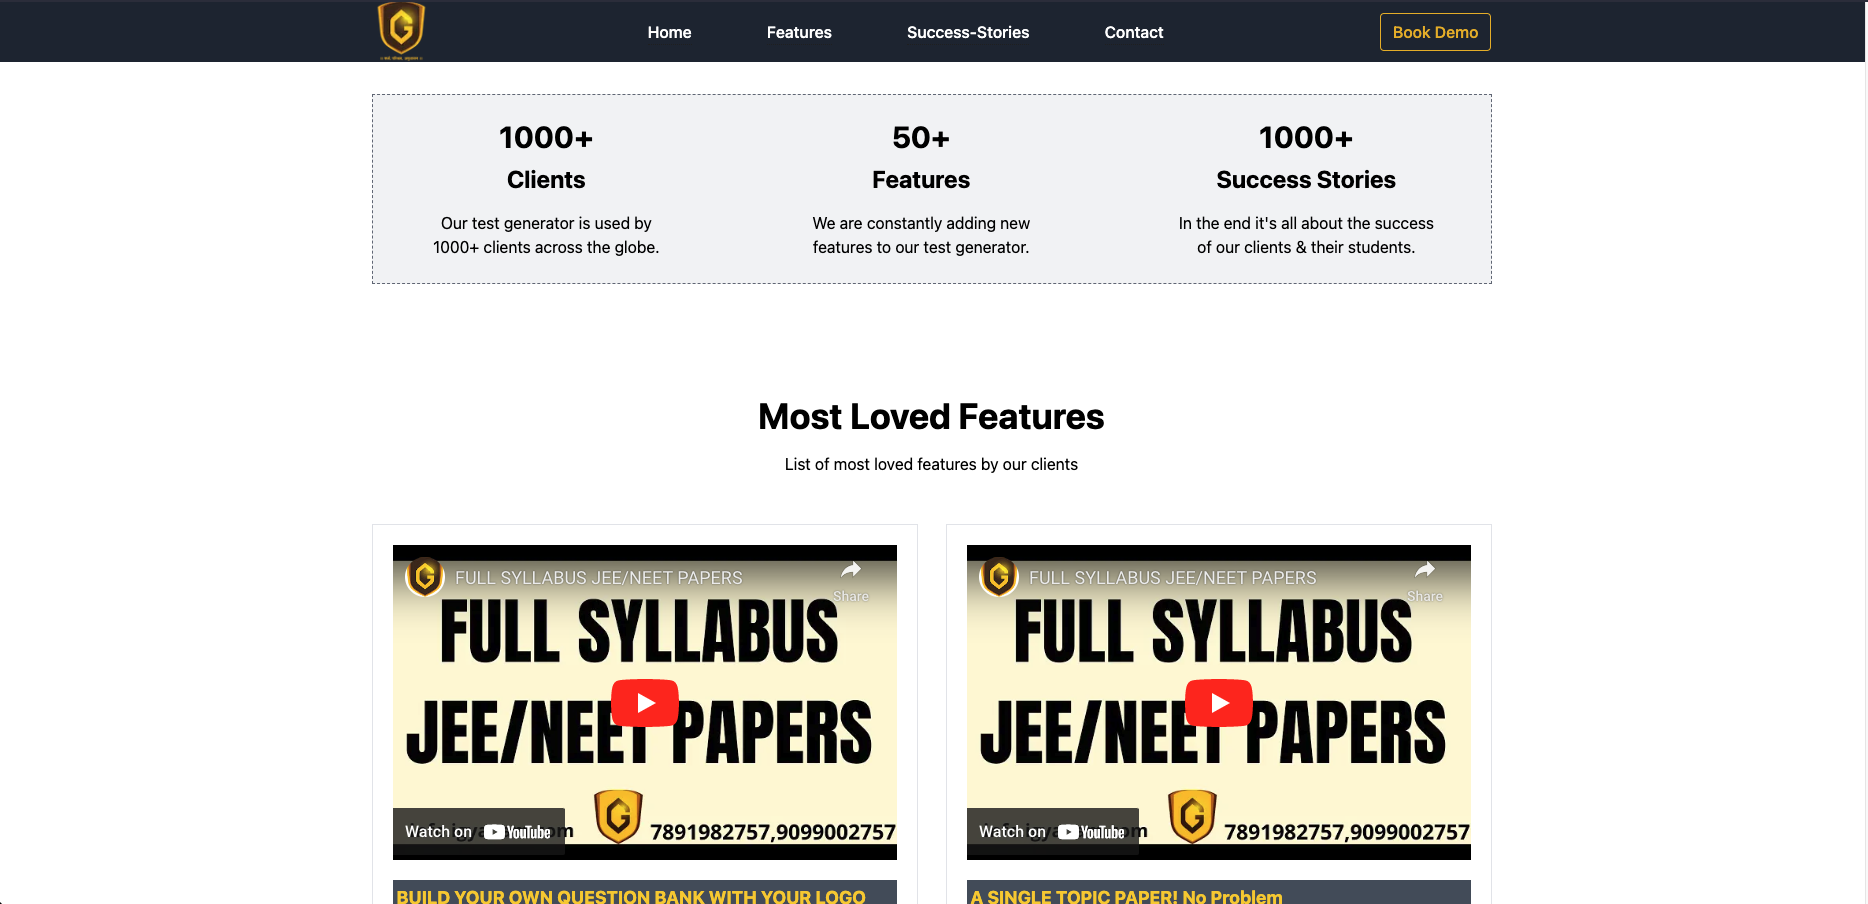 Home
Features
Success-Stories
Contact
Book Demo
1000+
Clients
Our test generator is used by
1000+ clients across the globe.
50+
Features
We are constantly adding new
features to our test generator.
1000+
Success Stories
In the end it's all about the success
of our clients & their students.
Most Loved Features
List of most loved features by our clients
FULL SYLLABUS JEE/NEET PAPERS
Share
FULL SYLLABUS
JEE/NEET PAPERS
Watch on YouTube
7891982757,9099002757
BUILD YOUR OWN QUESTION BANK WITH YOUR LOGO
FULL SYLLABUS JEE/NEET PAPERS
Share
FULL SYLLABUS
JEE/NEET PAPERS
Watch on YouTube
7891982757,9099002757
A SINGLE TOPIC PAPER! No Problem